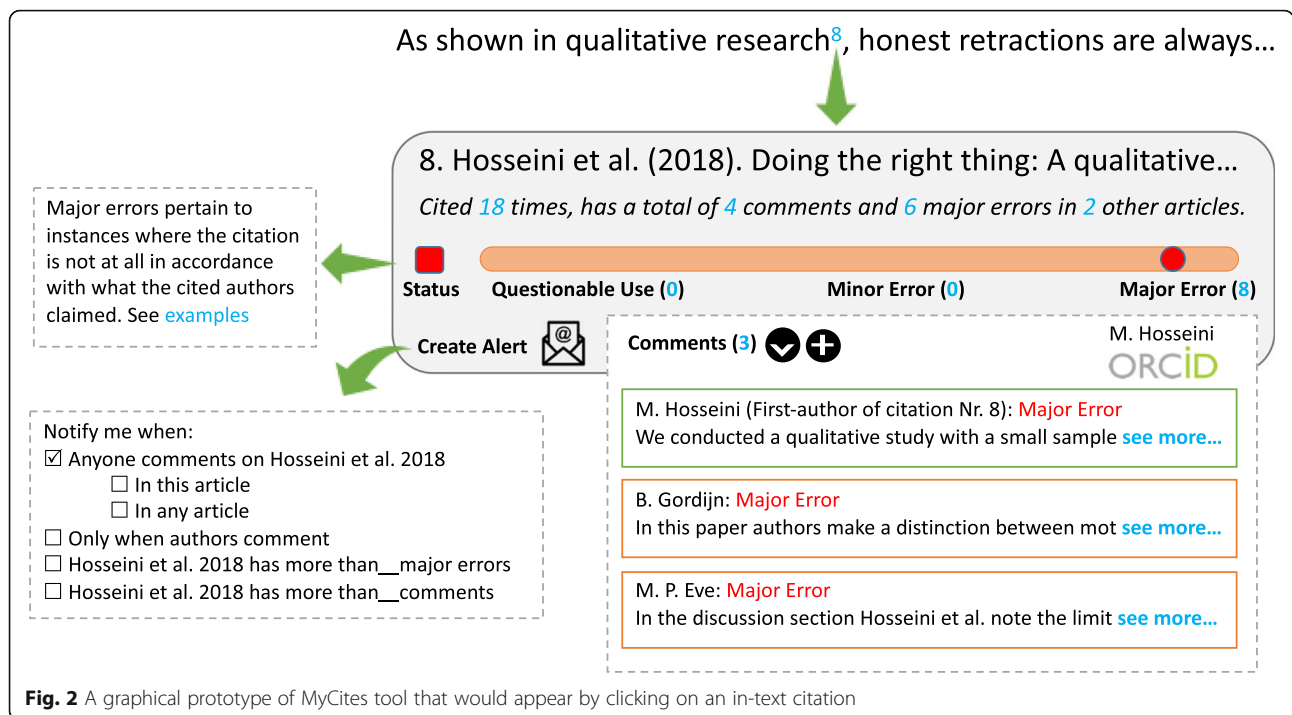 As shown in qualitative research8, honest retractions are always…
8. Hosseini et al. (2018). Doing the right thing: A qualitative…
Cited 18 times, has a total of 4 comments and 6 major errors in 2 other articles.
Major errors pertain to
instances where the citation
is not at all in accordance
with what the cited authors
claimed. See examples
Status
Questionable Use (0)
Minor Error (0)
Major Error (8)
Create Alert
@
Comments (3)
M. Hosseini
ORCiD
Notify me when:
☑ Anyone comments on Hosseini et al. 2018
☐ In this article
☐ In any article
☐ Only when authors comment
☐ Hosseini et al. 2018 has more than__major errors
☐ Hosseini et al. 2018 has more than__comments
M. Hosseini (First-author of citation Nr. 8): Major Error
We conducted a qualitative study with a small sample see more…
B. Gordijn: Major Error
In this paper authors make a distinction between mot see more…
M. P. Eve: Major Error
In the discussion section Hosseini et al. note the limit see more…
Fig. 2 A graphical prototype of MyCites tool that would appear by clicking on an in-text citation